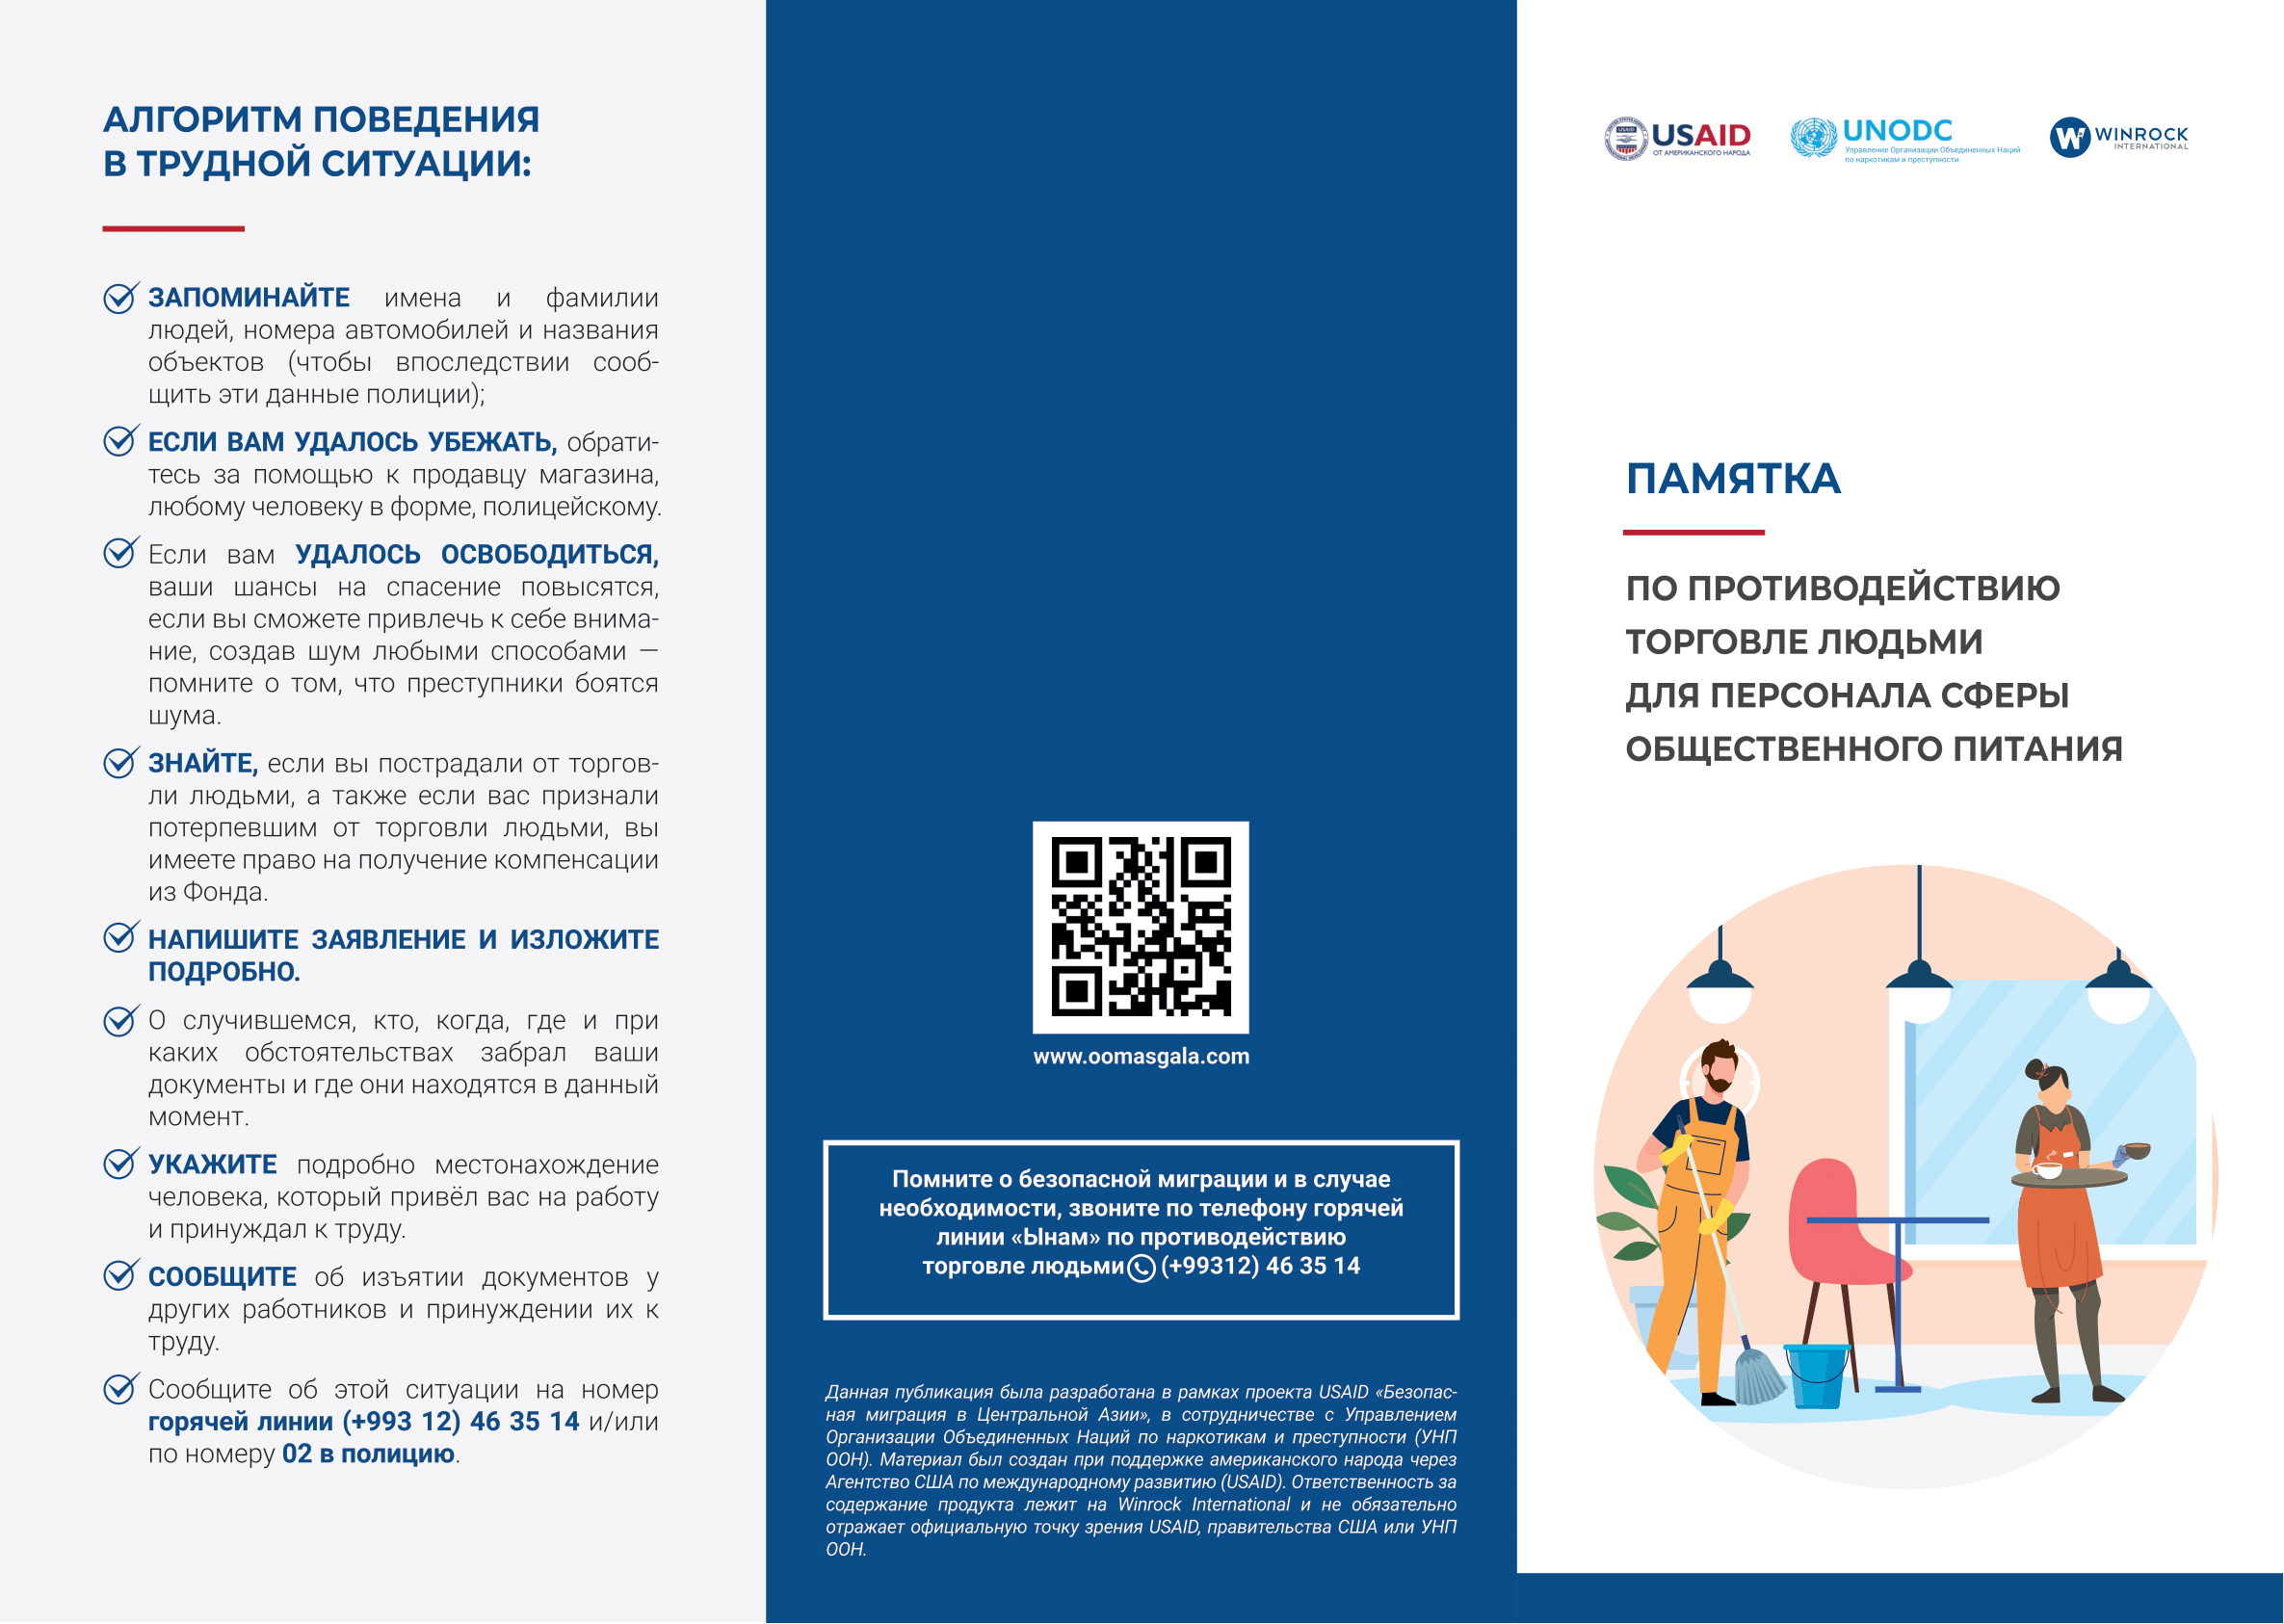 АЛГОРИТМ ПОВЕДЕНИЯ
В ТРУДНОЙ СИТУАЦИИ:
ЗАПОМИНАЙТЕ имена и фамилии
людей, номера автомобилей и названия
объектов (чтобы впоследствии сооб-
щить эти данные полиции);
ЕСЛИ ВАМ УДАЛОСЬ УБЕЖАТЬ, обрати-
тесь за помощью к продавцу магазина,
любому человеку в форме, полицейскому.
Если вам УДАЛОСЬ ОСВОБОДИТЬСЯ,
ваши шансы на спасение повысятся,
если вы сможете привлечь к себе внима-
ние, создав шум любыми способами —
помните о том, что преступники боятся
шума.
ЗНАЙТЕ, если вы пострадали от торгов-
ли людьми, а также если вас признали
потерпевшим от торговли людьми, вы
имеете право на получение компенсации
из Фонда.
НАПИШИТЕ ЗАЯВЛЕНИЕ И ИЗЛОЖИТЕ
ПОДРОБНО.
О случившемся, кто, когда, где и при
каких обстоятельствах забрал ваши
документы и где они находятся в данный
момент.
УКАЖИТЕ подробно местонахождение
человека, который привёл вас на работу
и принуждал к труду.
СООБЩИТЕ об изъятии документов у
других работников и принуждении их к
труду.
Сообщите об этой ситуации на номер
горячей линии (+993 12) 46 35 14 и/или
по номеру 02 в полицию.
www.oomasgala.com
Помните о безопасной миграции и в случае
необходимости, звоните по телефону горячей
линии «Ынам» по противодействию
торговле людьми (+99312) 46 35 14
Данная публикация была разработана в рамках проекта USAID «Безопас-
ная миграция в Центральной Азии», в сотрудничестве с Управлением
Организации Объединенных Наций по наркотикам и преступности (УНП
ООН). Материал был создан при поддержке американского народа через
Агентство США по международному развитию (USAID). Ответственность за
содержание продукта лежит на Winrock International и не обязательно
отражает официальную точку зрения USAID, правительства США или УНП
ООН.
USAID
ОТ АМЕРИКАНСКОГО НАРОДА
UNODC
Управление Организации Объединенных Наций
по наркотикам и преступности
WINROCK
INTERNATIONAL
ПАМЯТКА
ПО ПРОТИВОДЕЙСТВИЮ
ТОРГОВЛЕ ЛЮДЬМИ
ДЛЯ ПЕРСОНАЛА СФЕРЫ
ОБЩЕСТВЕННОГО ПИТАНИЯ